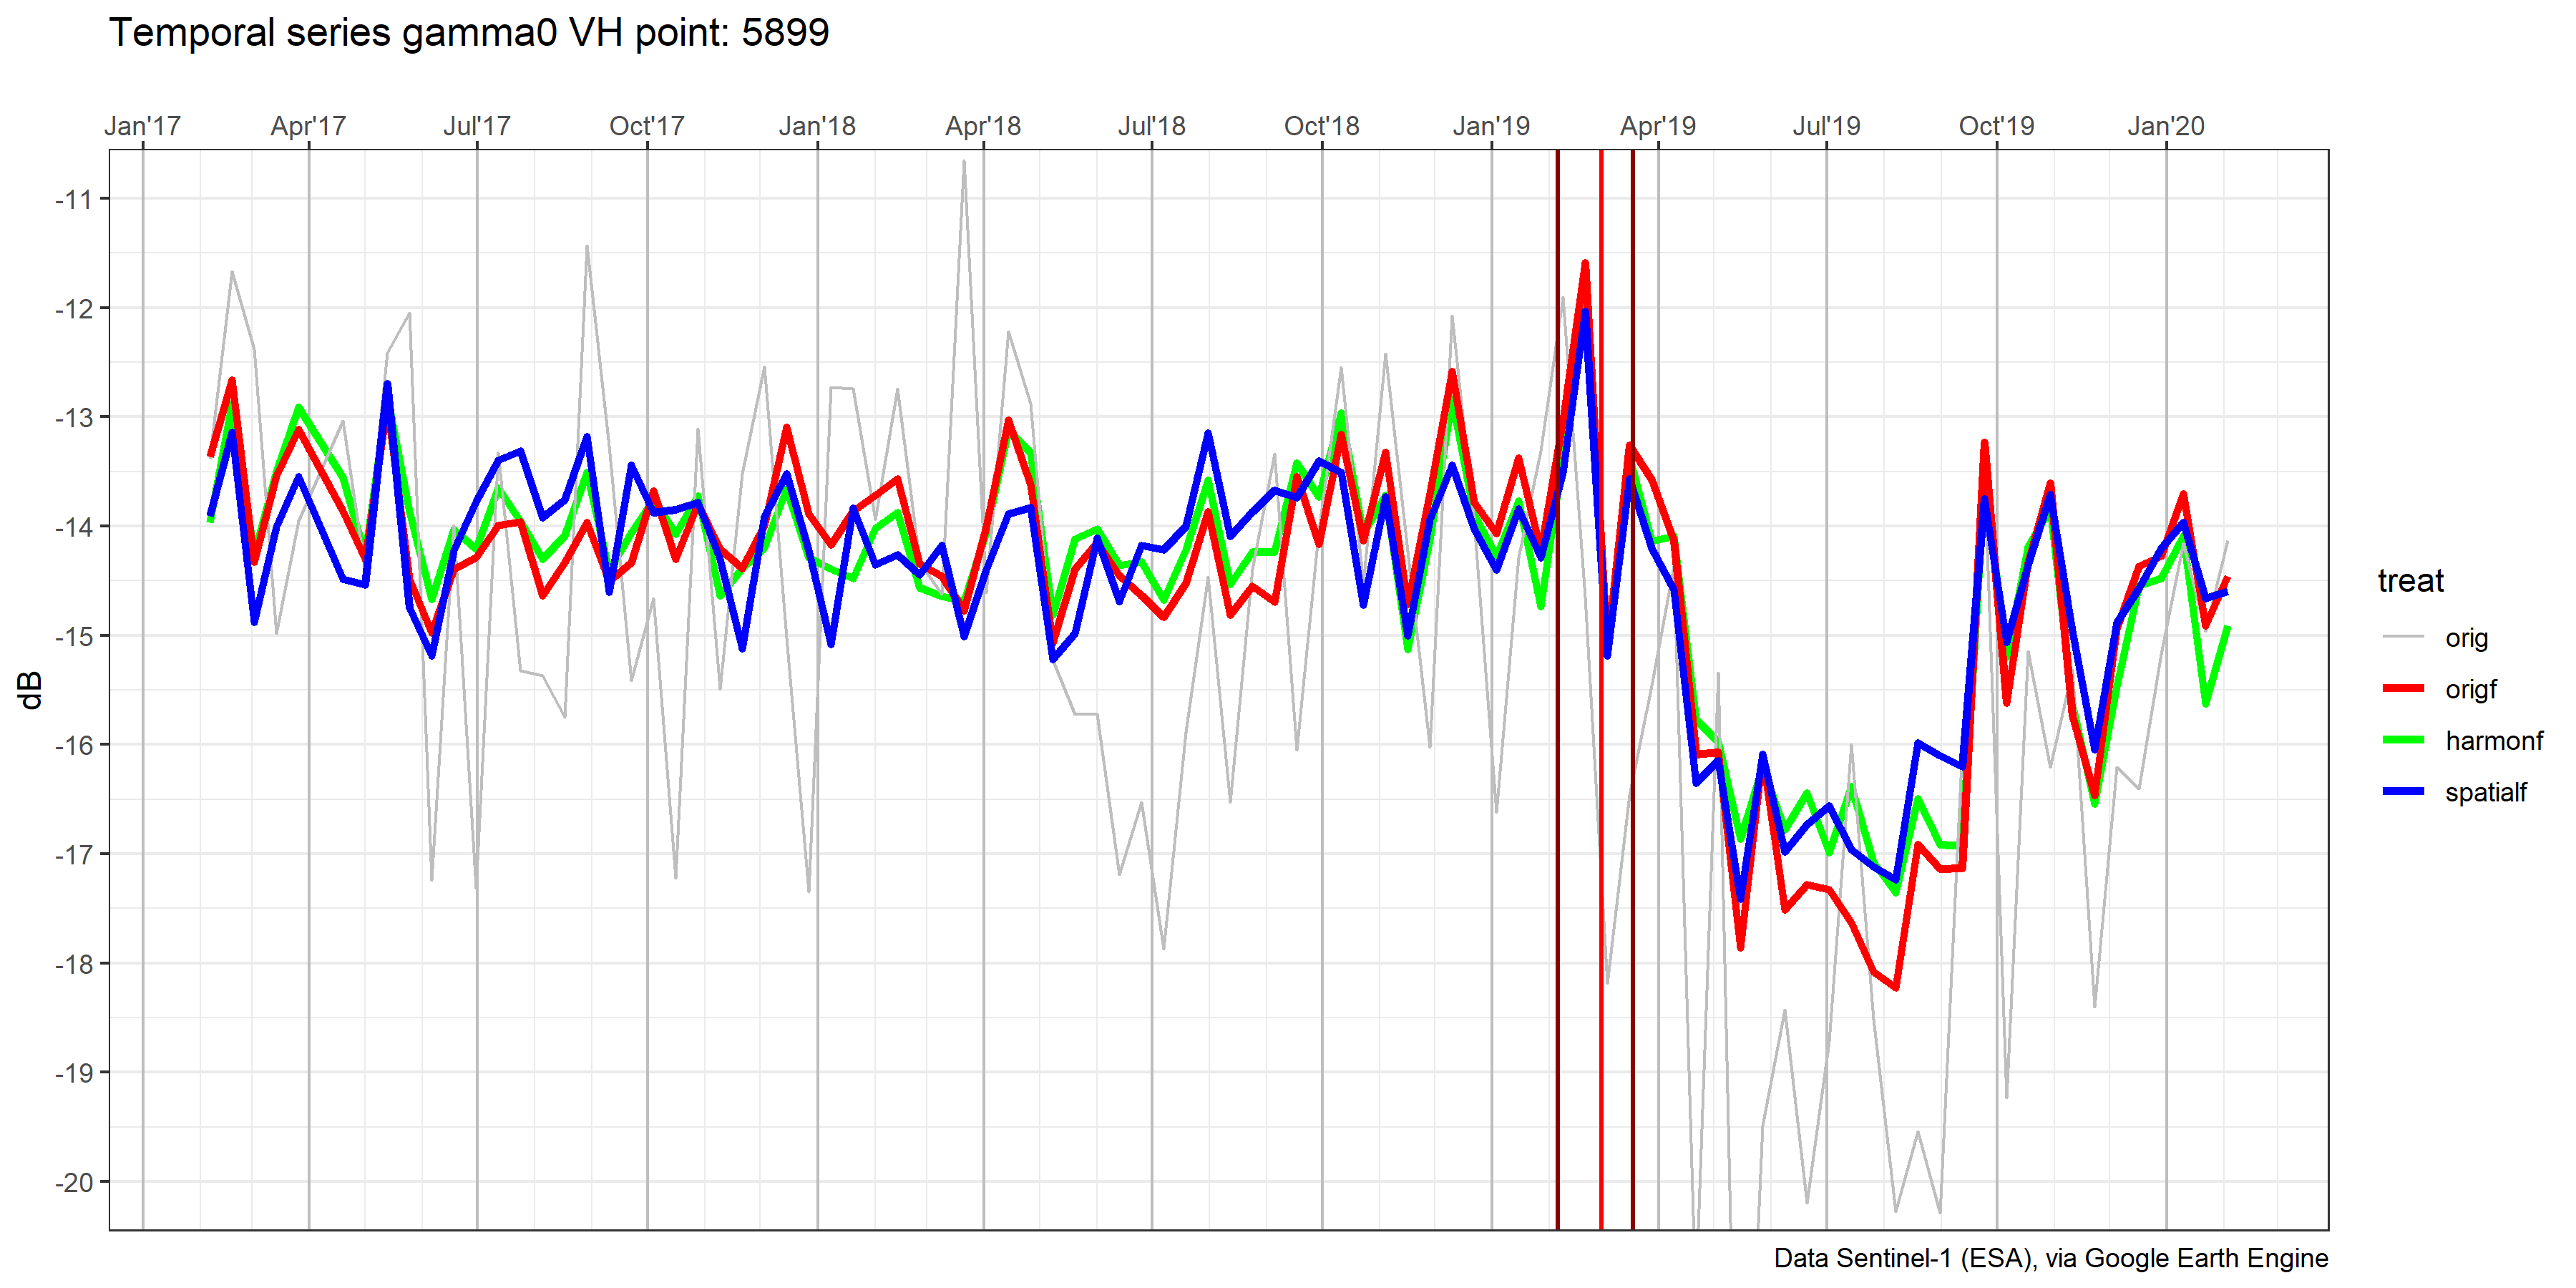 Temporal series gamma0 VH point: 5899
Jan'17 Apr'17 Jul'17 Oct'17 Jan'18 Apr'18 Jul'18 Oct'18 Jan'19 Apr'19 Jul'19 Oct'19 Jan'20
-11
-12
-13
-14
-15
-16
-17
-18
-19
-20
dB
treat
orig
origf
harmonf
spatialf
Data Sentinel-1 (ESA), via Google Earth Engine